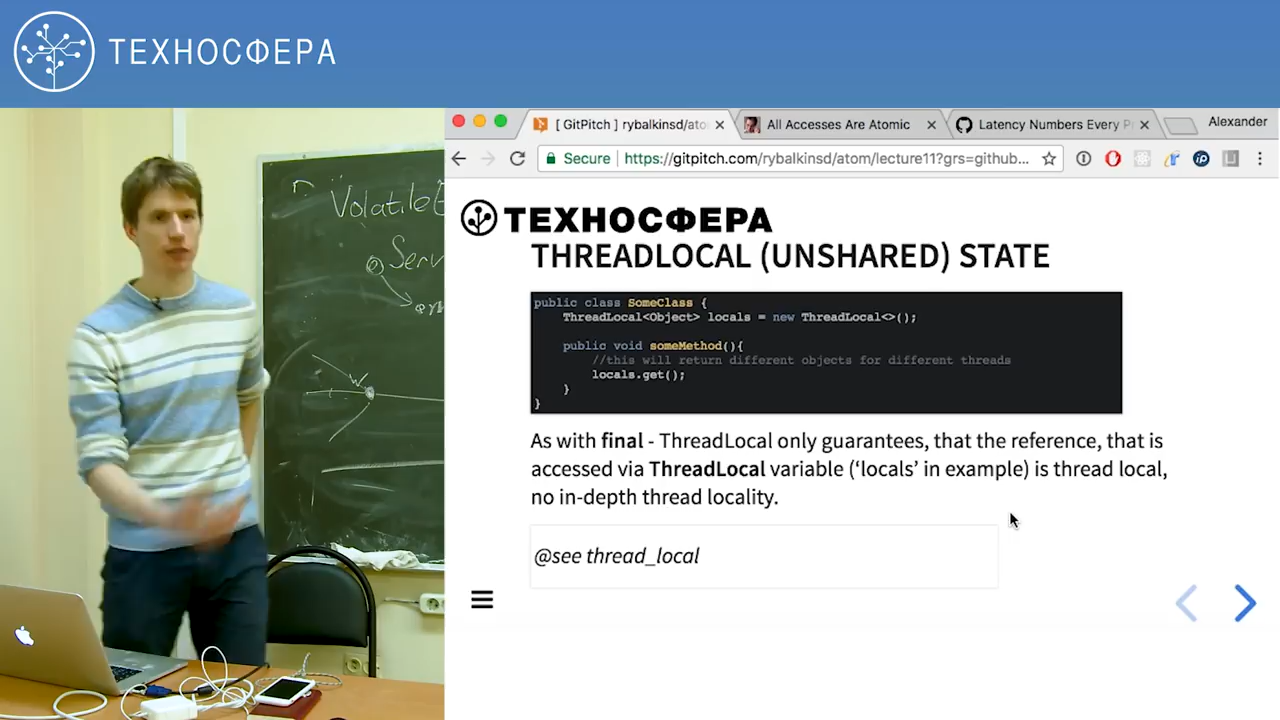 ТЕХНОСФЕРА
[ GitPitch ] rybalkinsd/ato
All Accesses Are Atomic
Latency Numbers Every P
Alexander
Secure
https://gitpitch.com/rybalkinsd/atom/lecture11?grs=github...
ТЕХНОСФЕРА
THREADLOCAL (UNSHARED) STATE
public class SomeClass {
ThreadLocal<Object> locals = new ThreadLocal<>();
public void someMethod(){
//this will return different objects for different threads
locals.get();
}
}
As with final - ThreadLocal only guarantees, that the reference, that is
accessed via ThreadLocal variable (‘locals’ in example) is thread local,
no in-depth thread locality.
@see thread_local
Volatile
Serv